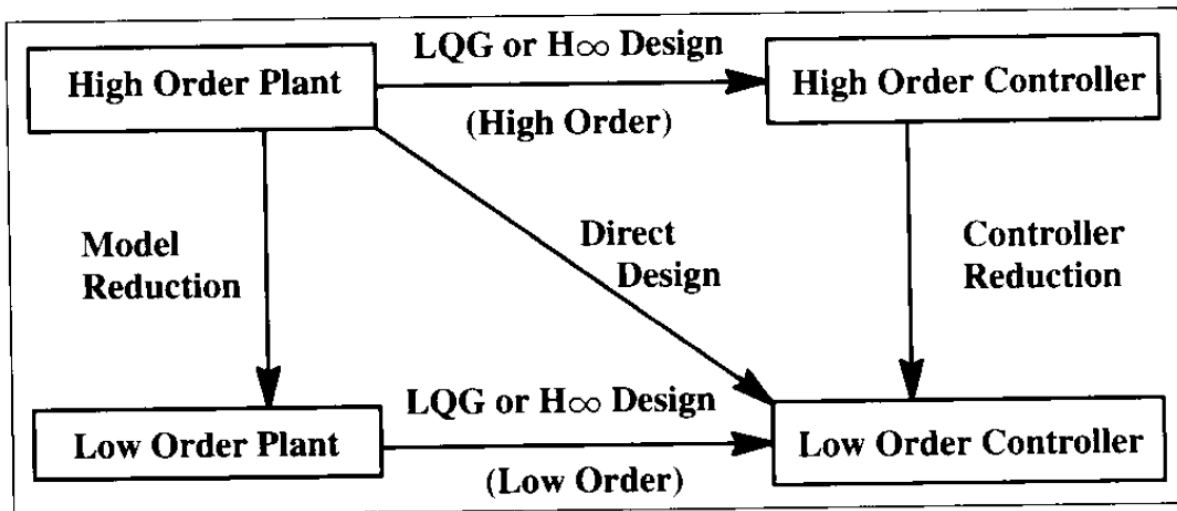 LQG or H∞ Design
High Order Plant
High Order Controller
(High Order)
Model
Reduction
Direct
Design
Controller
Reduction
LQG or H∞ Design
Low Order Plant
Low Order Controller
(Low Order)